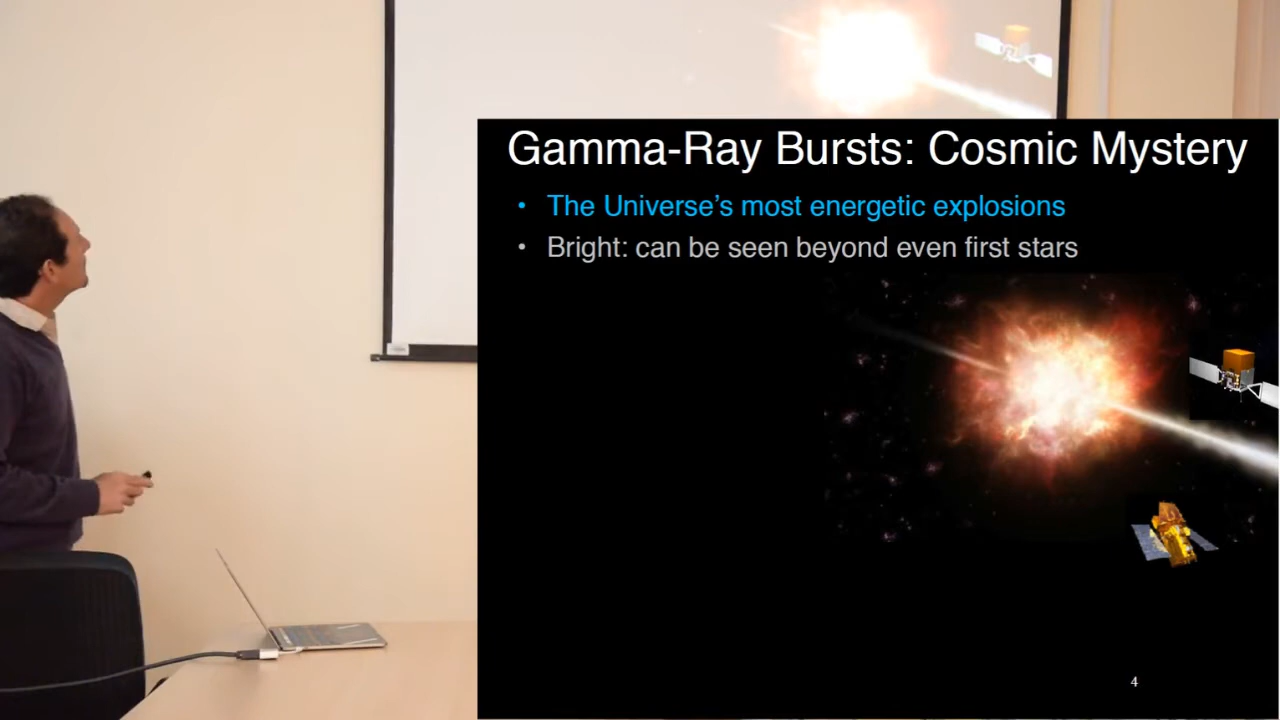 Gamma-Ray Bursts: Cosmic Mystery
• The Universe's most energetic explosions
• Bright: can be seen beyond even first stars
4